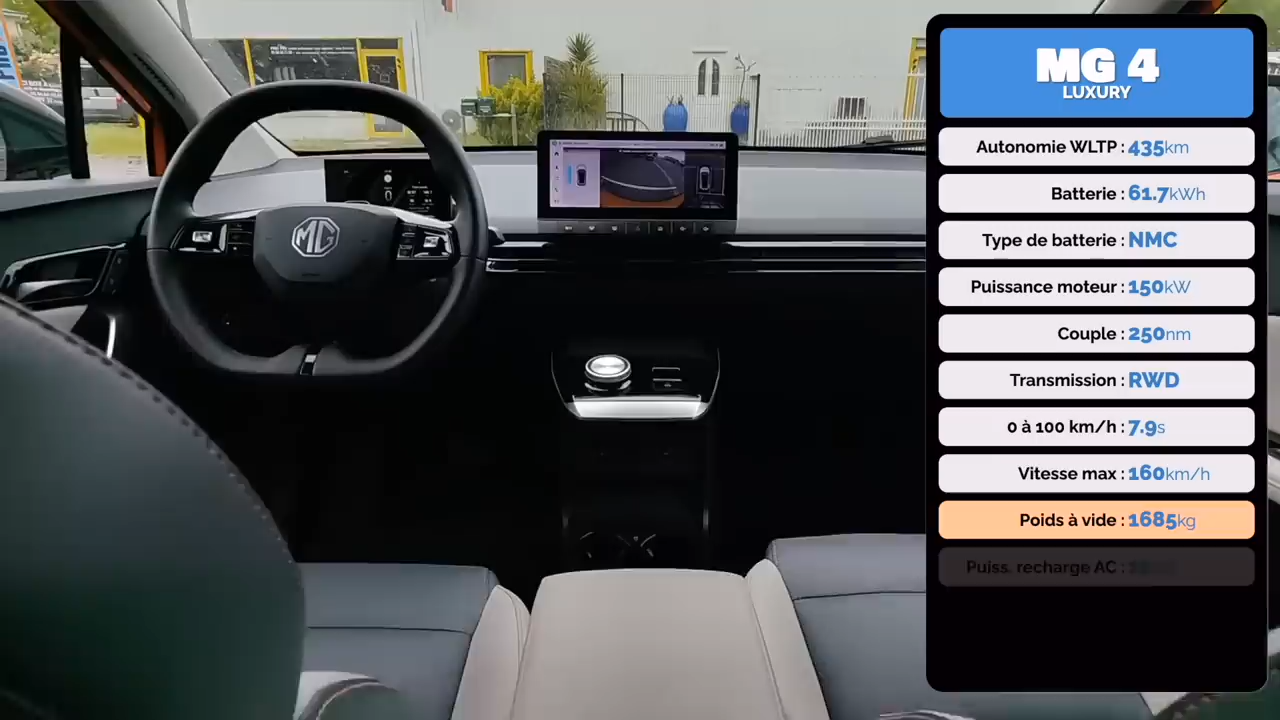 MG 4
LUXURY
Autonomie WLTP : 435km
Batterie : 61.7kWh
Type de batterie : NMC
Puissance moteur : 150kW
Couple : 250nm
Transmission : RWD
0 à 100 km/h : 7.9s
Vitesse max : 160km/h
Poids à vide : 1685kg
Puiss. recharge AC :
MG